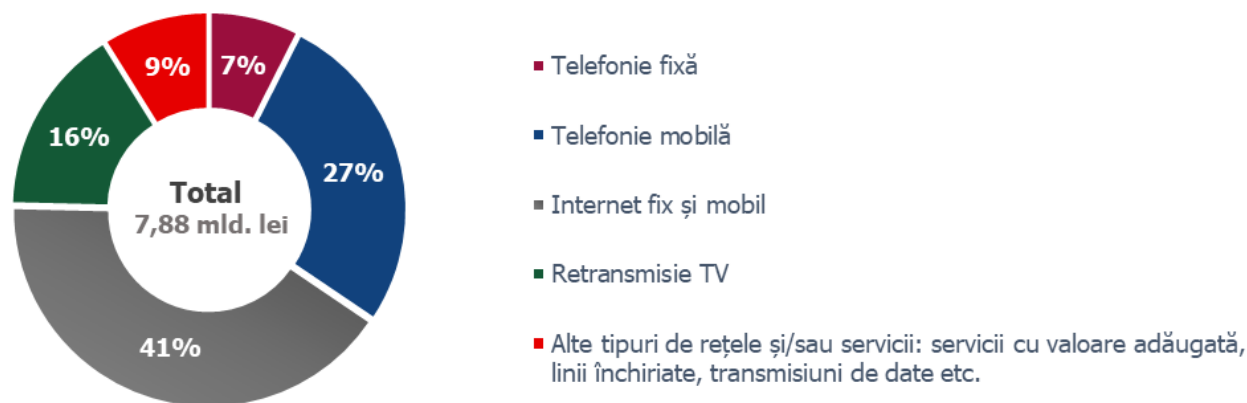 9%
7%
16%
27%
Total
7,88 mld. lei
41%
Telefonie fixă
Telefonie mobilă
Internet fix și mobil
Retransmisie TV
Alte tipuri de rețele și/sau servicii: servicii cu valoare adăugată,
linii închiriate, transmisiuni de date etc.